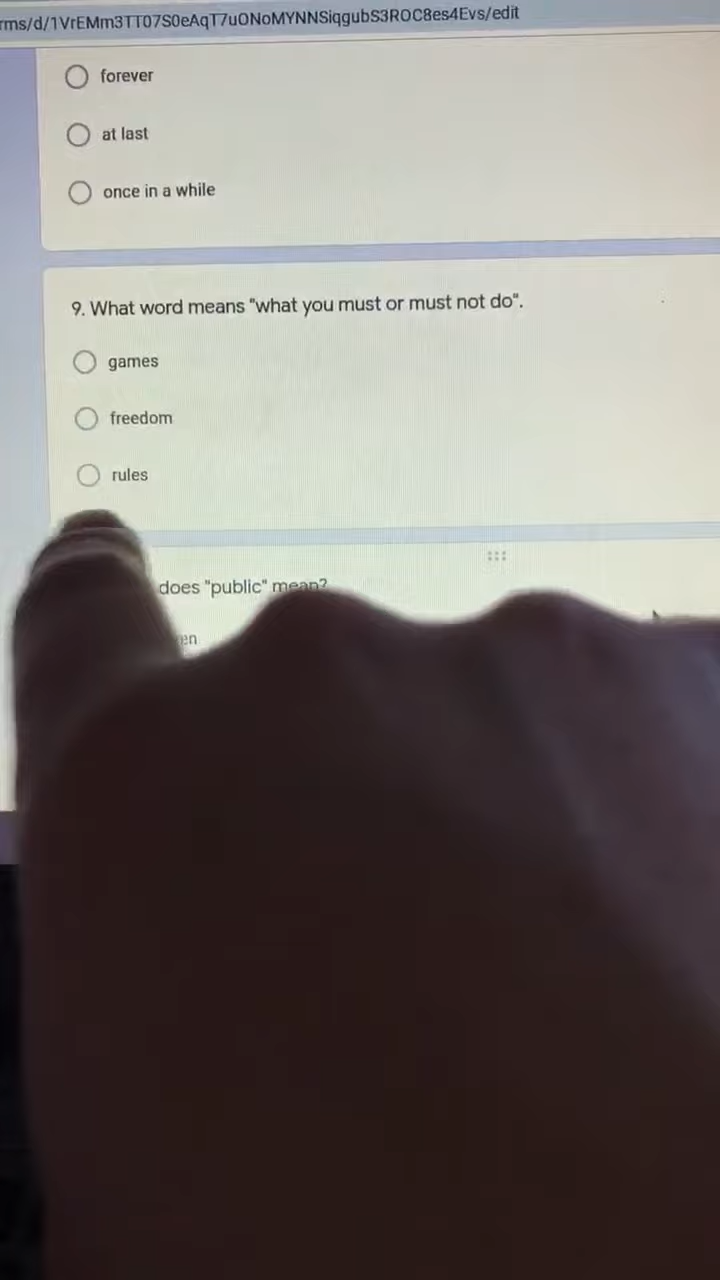 rms/d/1VrEMm3TT07S0eAqT7uONoMYNNSiqgubS3ROC8es4Evs/edit
forever
at last
once in a while
9. What word means "what you must or must not do".
games
freedom
rules
does "public" mean?